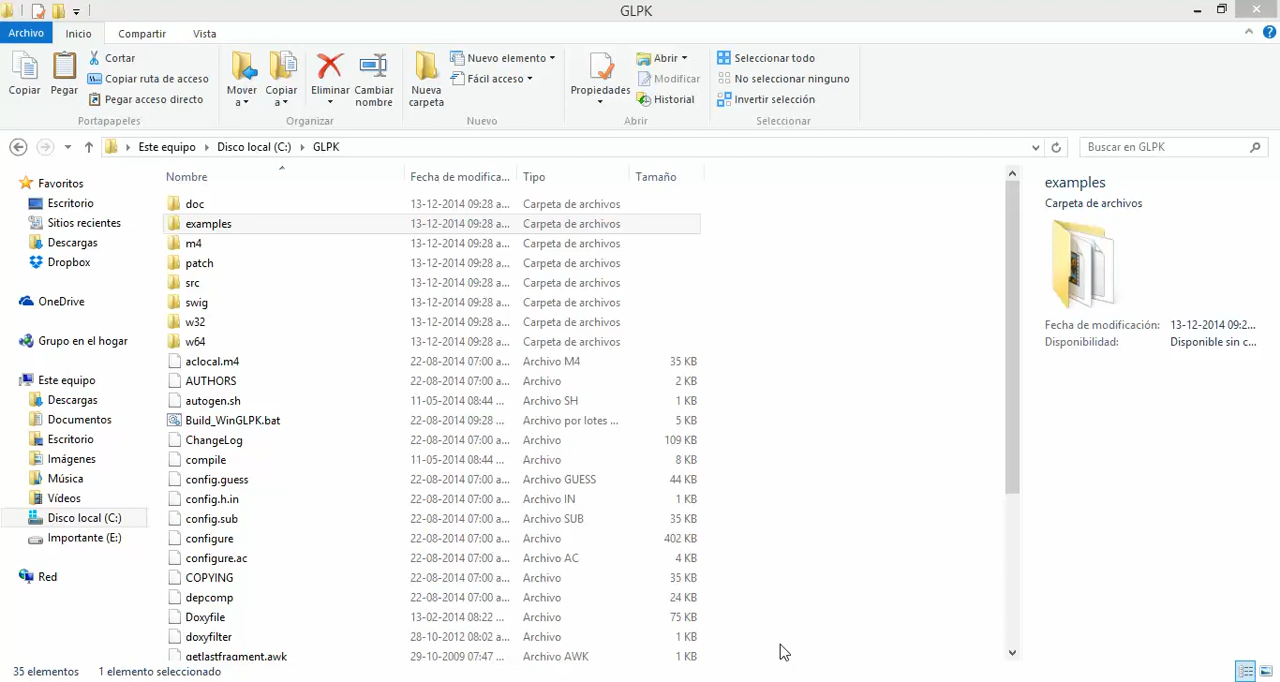 GLPK
Archivo Inicio Compartir Vista
Copiar
Pegar
Cortar
Copiar ruta de acceso
Pegar acceso directo
Portapapeles
Mover a
Copiar a
Eliminar
Cambiar nombre
Organizar
Nueva carpeta
Nuevo elemento
Fácil acceso
Nuevo
Propiedades
Abrir
Modificar
Historial
Abrir
Seleccionar todo
No seleccionar ninguno
Invertir selección
Seleccionar
Este equipo Disco local (C:) GLPK
Buscar en GLPK
Favoritos
Escritorio
Sitios recientes
Descargas
Dropbox
OneDrive
Grupo en el hogar
Este equipo
Descargas
Documentos
Escritorio
Imágenes
Música
Vídeos
Disco local (C:)
Importante (E:)
Red
Nombre Fecha de modifica... Tipo Tamaño
doc 13-12-2014 09:28 a... Carpeta de archivos
examples 13-12-2014 09:28 a... Carpeta de archivos
m4 13-12-2014 09:28 a... Carpeta de archivos
patch 13-12-2014 09:28 a... Carpeta de archivos
src 13-12-2014 09:28 a... Carpeta de archivos
swig 13-12-2014 09:28 a... Carpeta de archivos
w32 13-12-2014 09:28 a... Carpeta de archivos
w64 13-12-2014 09:28 a... Carpeta de archivos
aclocal.m4 22-08-2014 07:00 a... Archivo M4 35 KB
AUTHORS 22-08-2014 07:00 a... Archivo 2 KB
autogen.sh 11-05-2014 08:44 ... Archivo SH 1 KB
Build_WinGLPK.bat 22-08-2014 09:28 ... Archivo por lotes ... 5 KB
ChangeLog 22-08-2014 07:00 a... Archivo 109 KB
compile 11-05-2014 08:44 ... Archivo 8 KB
config.guess 22-08-2014 07:00 a... Archivo GUESS 44 KB
config.h.in 22-08-2014 07:00 a... Archivo IN 1 KB
config.sub 22-08-2014 07:00 a... Archivo SUB 35 KB
configure 22-08-2014 07:00 a... Archivo 402 KB
configure.ac 22-08-2014 07:00 a... Archivo AC 4 KB
COPYING 22-08-2014 07:00 a... Archivo 35 KB
depcomp 22-08-2014 07:00 a... Archivo 24 KB
Doxyfile 13-02-2014 08:22 ... Archivo 75 KB
doxyfilter 28-10-2012 08:02 a... Archivo 1 KB
getlastfragment.awk 29-10-2009 07:47 ... Archivo AWK 1 KB
examples
Carpeta de archivos
Fecha de modificación: 13-12-2014 09:2...
Disponibilidad: Disponible sin c...
35 elementos 1 elemento seleccionado